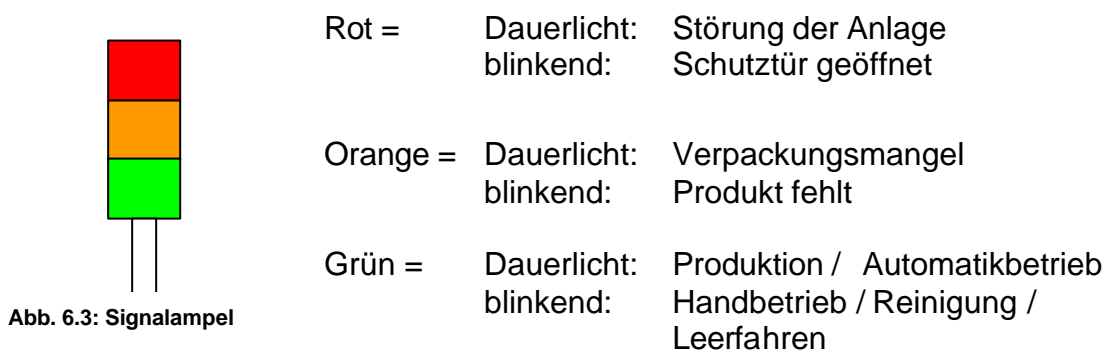 Rot = Dauerlicht: Störung der Anlage
blinkend: Schutztür geöffnet
Orange = Dauerlicht: Verpackungsmangel
blinkend: Produkt fehlt
Grün = Dauerlicht: Produktion / Automatikbetrieb
blinkend: Handbetrieb / Reinigung /
Leerfahren
Abb. 6.3: Signalampel